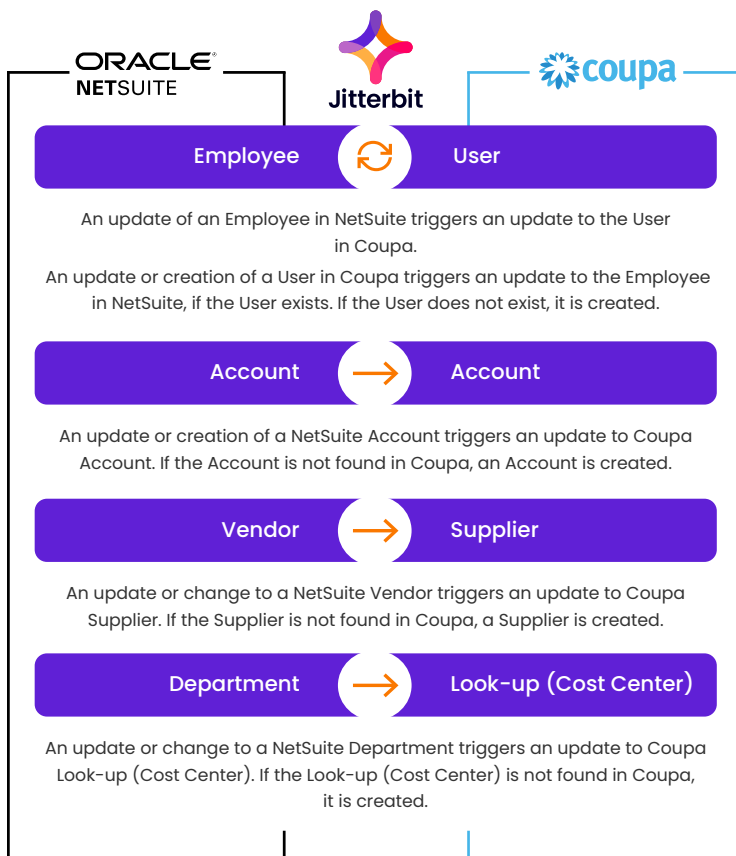 ORACLE®
NETSUITE
Jitterbit
coupa
Employee User
An update of an Employee in NetSuite triggers an update to the User
in Coupa.
An update or creation of a User in Coupa triggers an update to the Employee
in NetSuite, if the User exists. If the User does not exist, it is created.
Account Account
An update or creation of a NetSuite Account triggers an update to Coupa
Account. If the Account is not found in Coupa, an Account is created.
Vendor Supplier
An update or change to a NetSuite Vendor triggers an update to Coupa
Supplier. If the Supplier is not found in Coupa, a Supplier is created.
Department Look-up (Cost Center)
An update or change to a NetSuite Department triggers an update to Coupa
Look-up (Cost Center). If the Look-up (Cost Center) is not found in Coupa,
it is created.